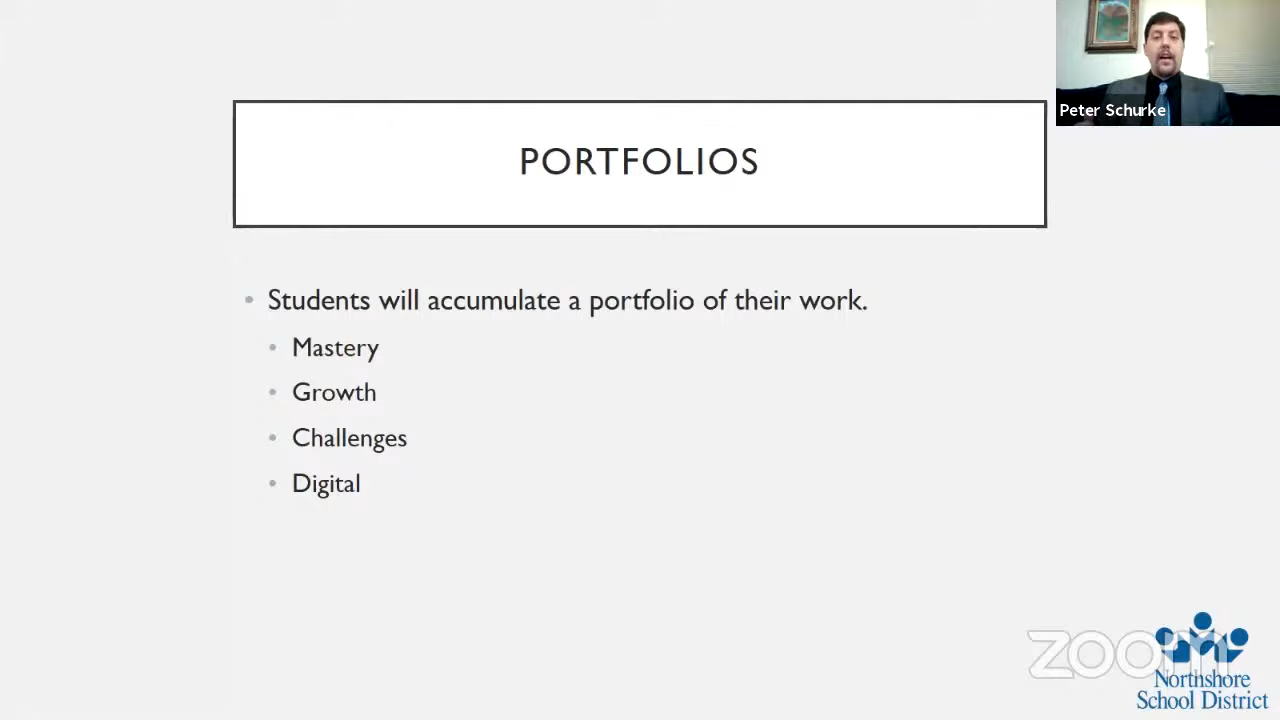 Peter Schurke
PORTFOLIOS
• Students will accumulate a portfolio of their work.
• Mastery
• Growth
• Challenges
• Digital
zoom
Northshore
School District